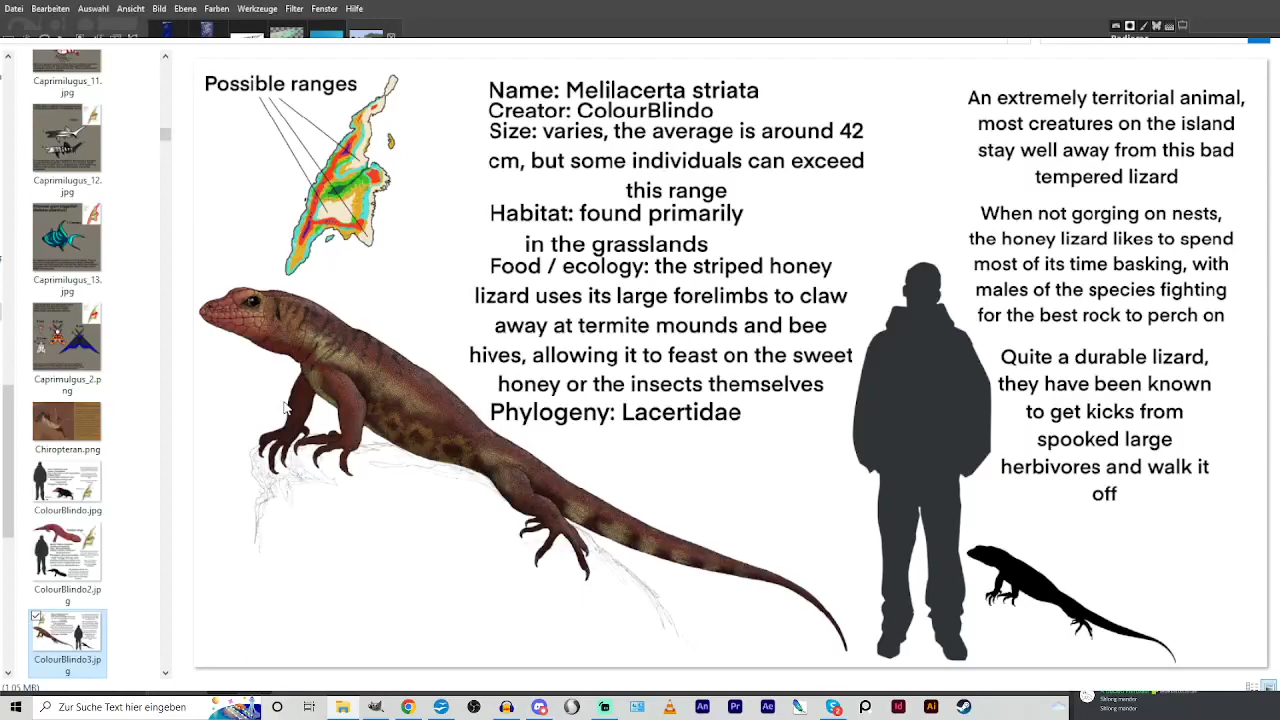 Datei Bearbeiten Auswahl Ansicht Bild Ebene Farben Werkzeuge Filter Fenster Hilfe
Caprimilugus_11.
jpg
Caprimilugus_12.
jpg
Caprimilugus_13.
jpg
Caprimulgus_2.p
ng
Chiropteran.png
ColourBlindo.jpg
ColourBlindo2.jp
g
ColourBlindo3.jp
g
Possible ranges
Name: Melilacerta striata
Creator: ColourBlindo
Size: varies, the average is around 42
cm, but some individuals can exceed
this range
Habitat: found primarily
in the grasslands
Food / ecology: the striped honey
lizard uses its large forelimbs to claw
away at termite mounds and bee
hives, allowing it to feast on the sweet
honey or the insects themselves
Phylogeny: Lacertidae
An extremely territorial animal,
most creatures on the island
stay well away from this bad
tempered lizard
When not gorging on nests,
the honey lizard likes to spend
most of its time basking, with
males of the species fighting
for the best rock to perch on
Quite a durable lizard,
they have been known
to get kicks from
spooked large
herbivores and walk it
off
Zur Suche Text hier eingeben
An
Pr
Ae
Id
Ai